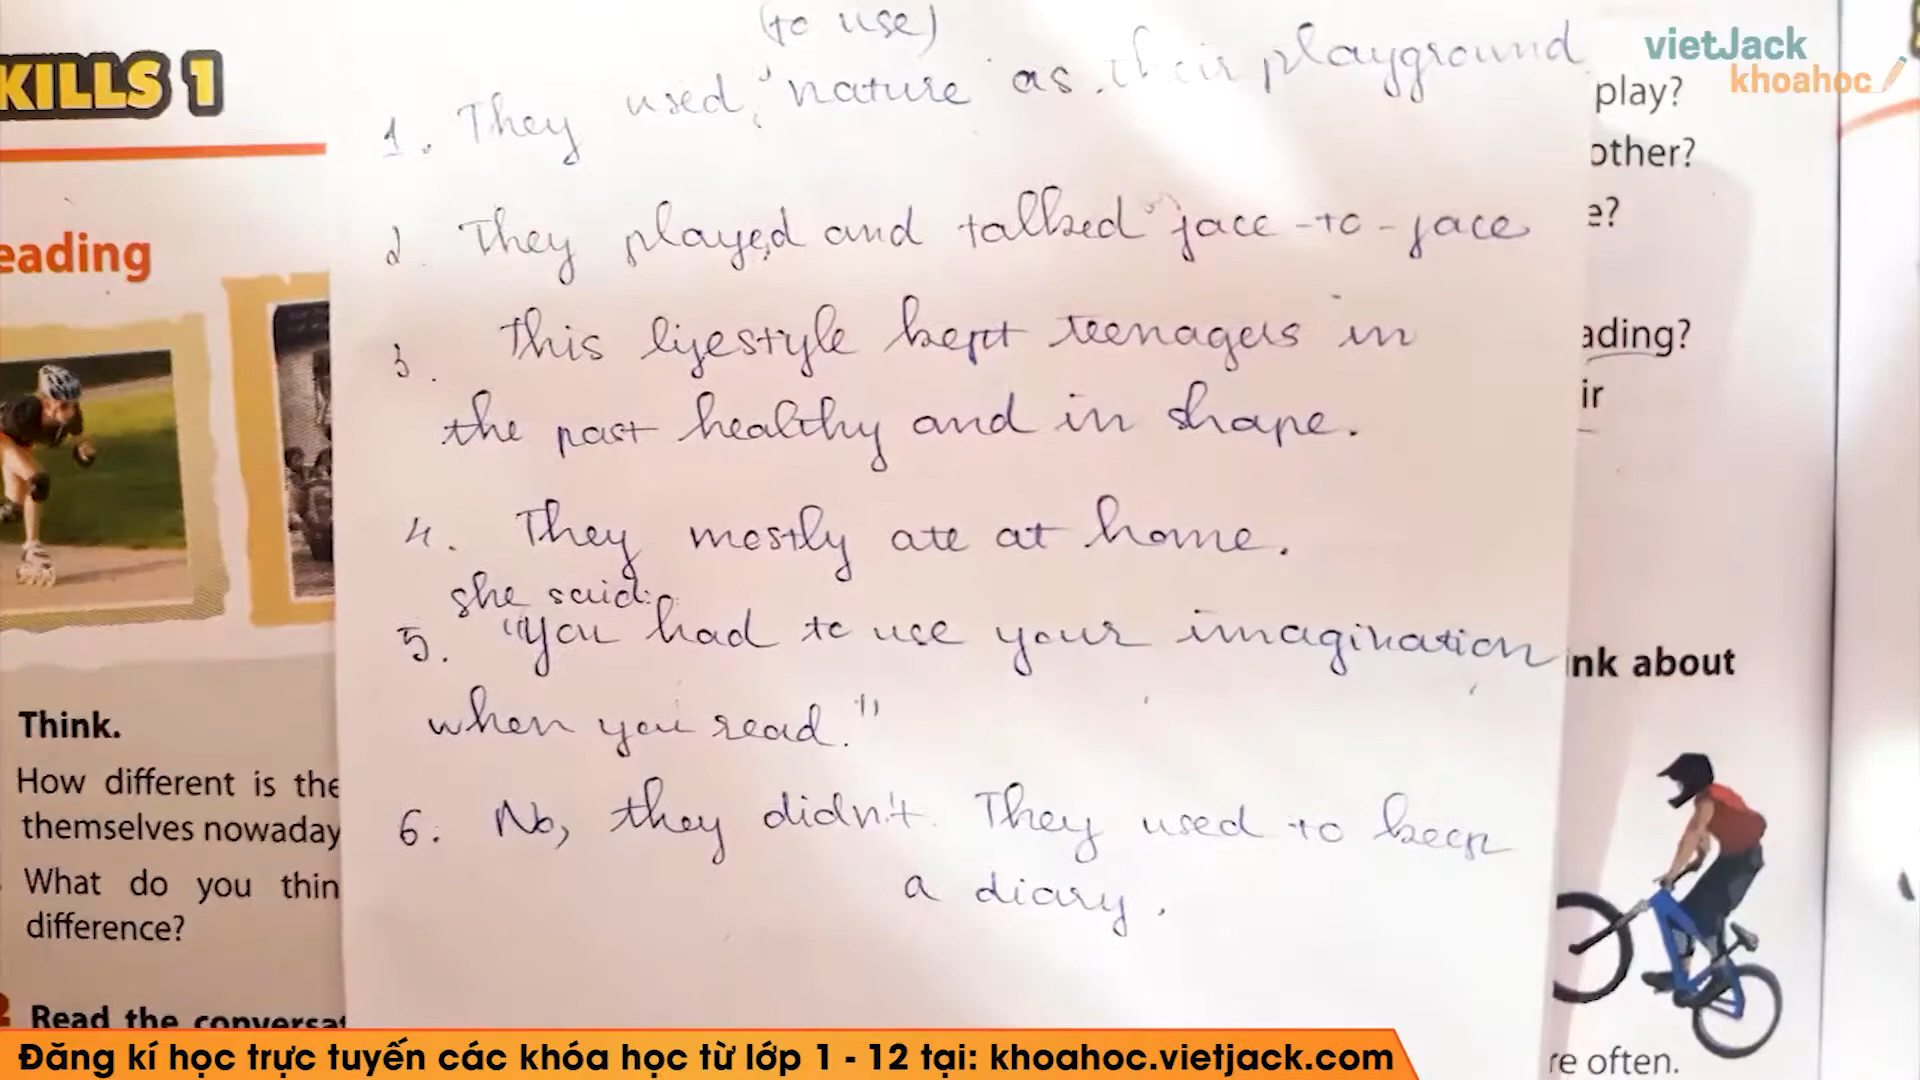 KILLS 1
eading
(to use)
1. They used nature as their playground
2. They played and talked face-to-face
3. This lifestyle kept teenagers in
the past healthy and in shape.
4. They mostly ate at home.
she said:
5. "You had to use your imagination
when you read."
6. No, they didn't. They used to keep
a diary.
vietJack
khoahoc
play?
other?
e?
ading?
ir
nk about
re often.
Think.
How different is the
themselves nowaday
What do you thin
difference?
2 Read the conversat
Đăng kí học trực tuyến các khóa học từ lớp 1 - 12 tại: khoahoc.vietjack.com